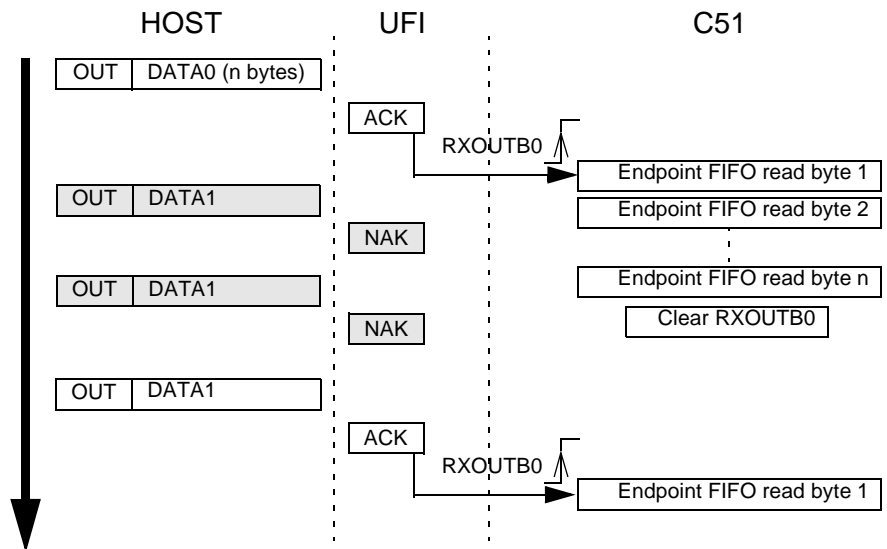 HOST UFI C51
OUT DATA0 (n bytes)
ACK
RXOUTB0
Endpoint FIFO read byte 1
OUT DATA1
Endpoint FIFO read byte 2
NAK
Endpoint FIFO read byte n
OUT DATA1
Clear RXOUTB0
NAK
OUT DATA1
ACK
RXOUTB0
Endpoint FIFO read byte 1